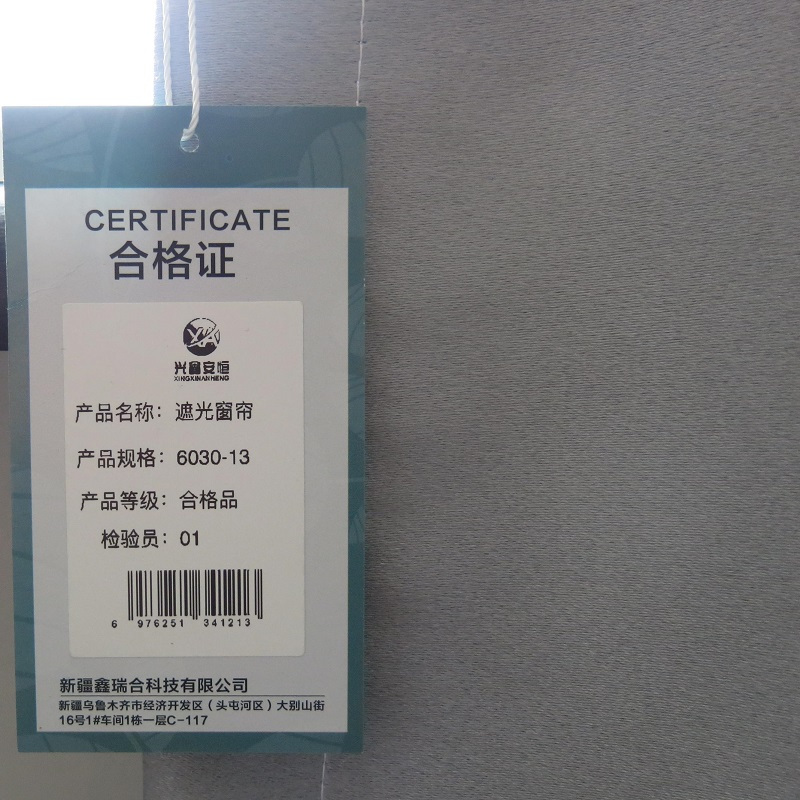 CERTIFICATE
合格证
XA
兴鑫安恒
XINGXINANHENG
产品名称：遮光窗帘
产品规格：6030-13
产品等级：合格品
检验员：01
6 976251 341213
新疆鑫瑞合科技有限公司
新疆乌鲁木齐市经济开发区（头屯河区）大别山街
16号1#车间1栋一层C-117